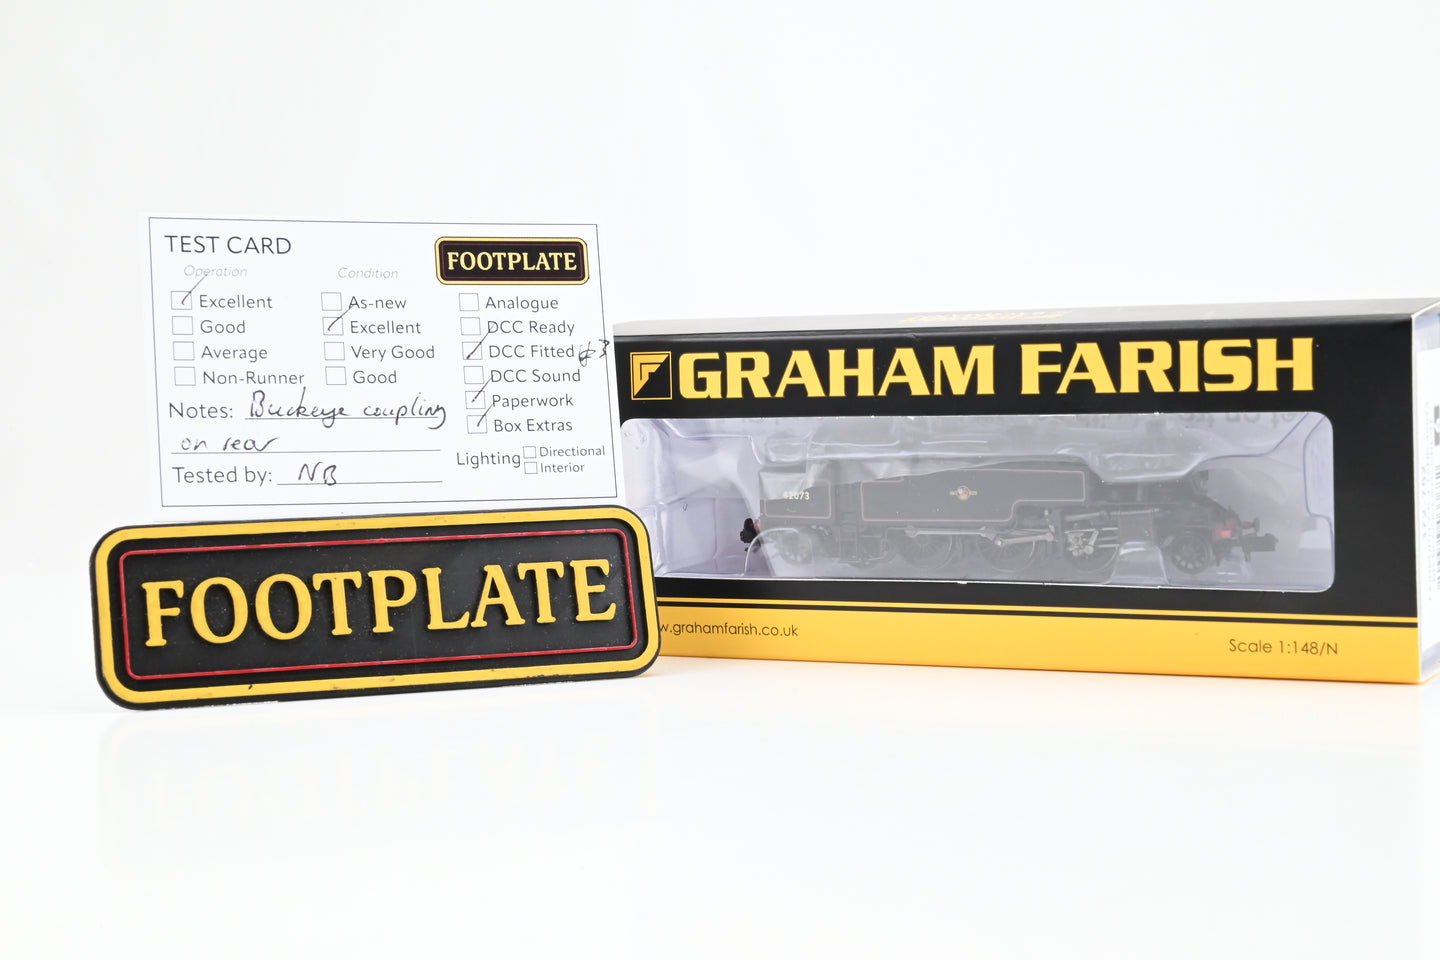 TEST CARD
FOOTPLATE
Operation
Condition
Excellent
As-new
Analogue
Good
Excellent
DCC Ready
Average
Very Good
DCC Fitted #3
Non-Runner
Good
DCC Sound
Paperwork
Box Extras
Notes: Buckeye coupling
on rear
Lighting
Directional
Interior
Tested by: NB
FOOTPLATE
GRAHAM FARISH
42073
w.grahamfarish.co.uk
Scale 1:148/N